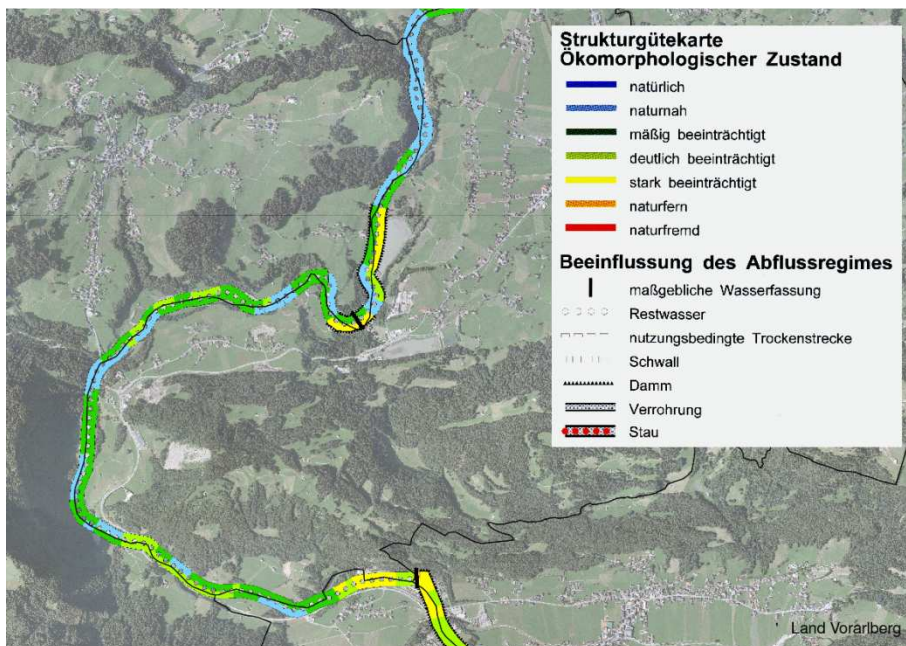 Strukturgütekarte
Ökomorphologischer Zustand
natürlich
naturnah
mäßig beeinträchtigt
deutlich beeinträchtigt
stark beeinträchtigt
naturfern
naturfremd
Beeinflussung des Abflussregimes
maßgebliche Wasserfassung
Restwasser
nutzungsbedingte Trockenstrecke
Schwall
Damm
Verrohrung
Stau
Land Vorarlberg